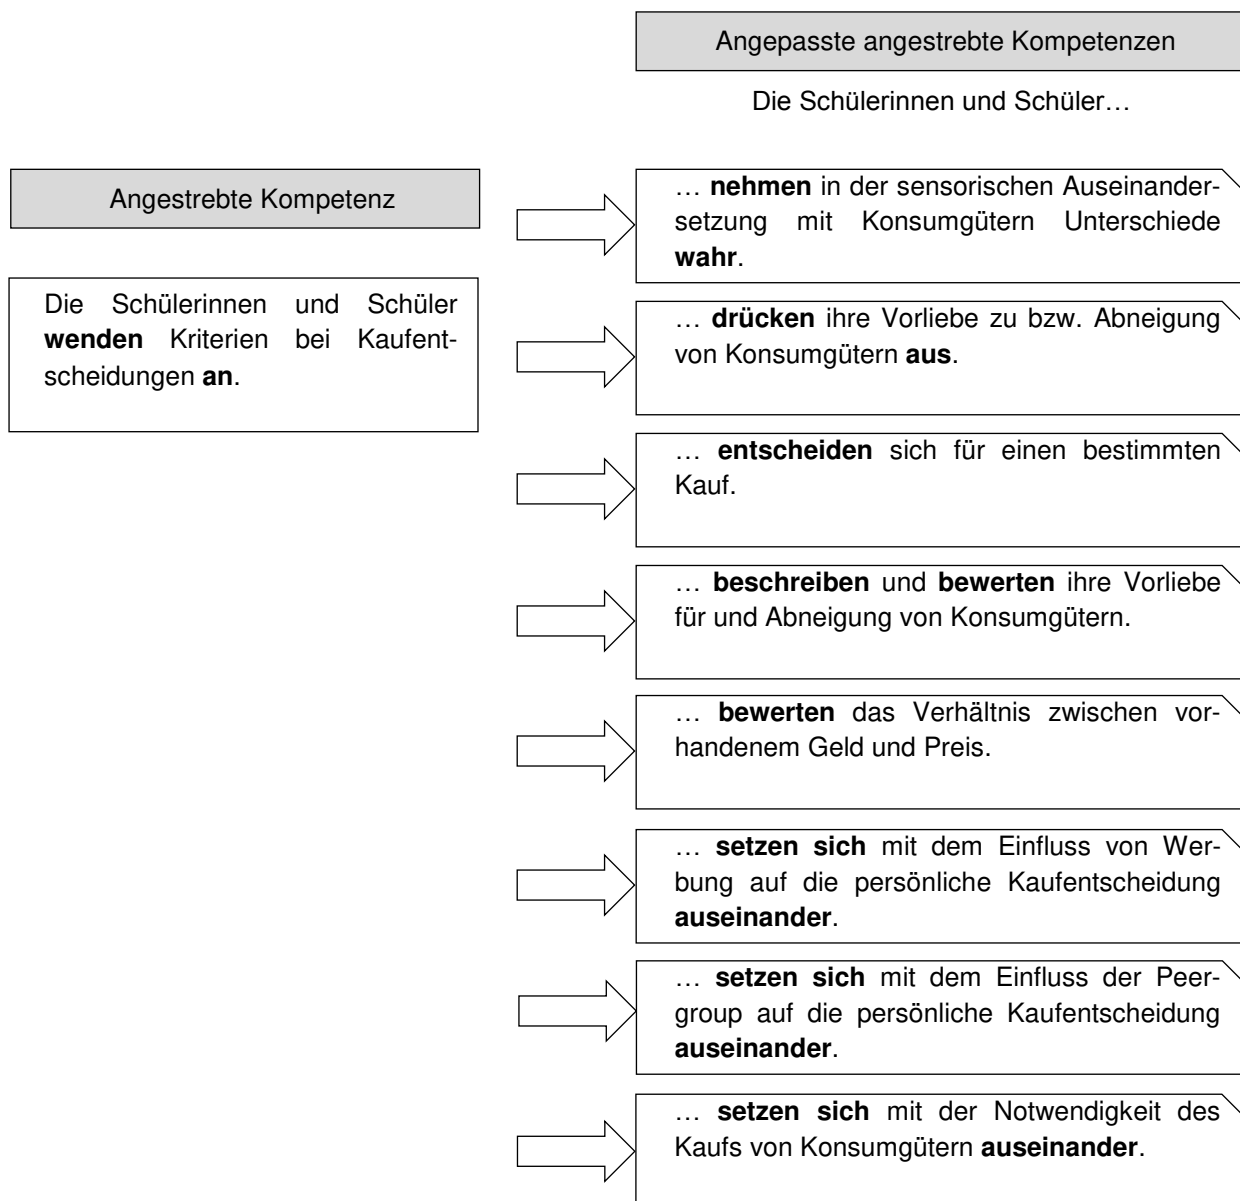 Angepasste angestrebte Kompetenzen
Die Schülerinnen und Schüler…
Angestrebte Kompetenz
Die Schülerinnen und Schüler
wenden Kriterien bei Kaufent-
scheidungen an.
… nehmen in der sensorischen Auseinander-
setzung mit Konsumgütern Unterschiede
wahr.
… drücken ihre Vorliebe zu bzw. Abneigung
von Konsumgütern aus.
… entscheiden sich für einen bestimmten
Kauf.
… beschreiben und bewerten ihre Vorliebe
für und Abneigung von Konsumgütern.
… bewerten das Verhältnis zwischen vor-
handenem Geld und Preis.
… setzen sich mit dem Einfluss von Wer-
bung auf die persönliche Kaufentscheidung
auseinander.
… setzen sich mit dem Einfluss der Peer-
group auf die persönliche Kaufentscheidung
auseinander.
… setzen sich mit der Notwendigkeit des
Kaufs von Konsumgütern auseinander.